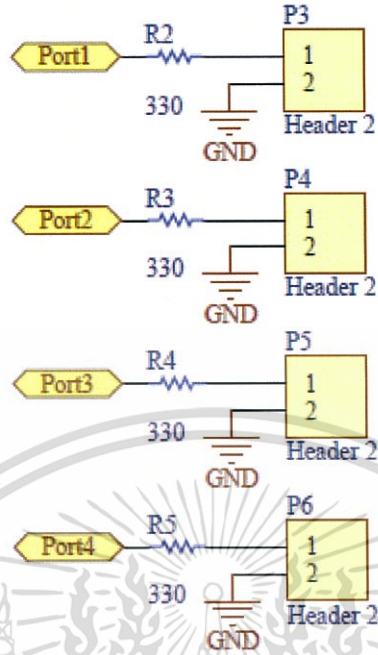 P3
R2
Port1
1
2
330
GND
Header 2
P4
R3
Port2
1
2
330
GND
Header 2
P5
R4
Port3
1
2
330
GND
Header 2
P6
R5
Port4
1
2
330
GND
Header 2